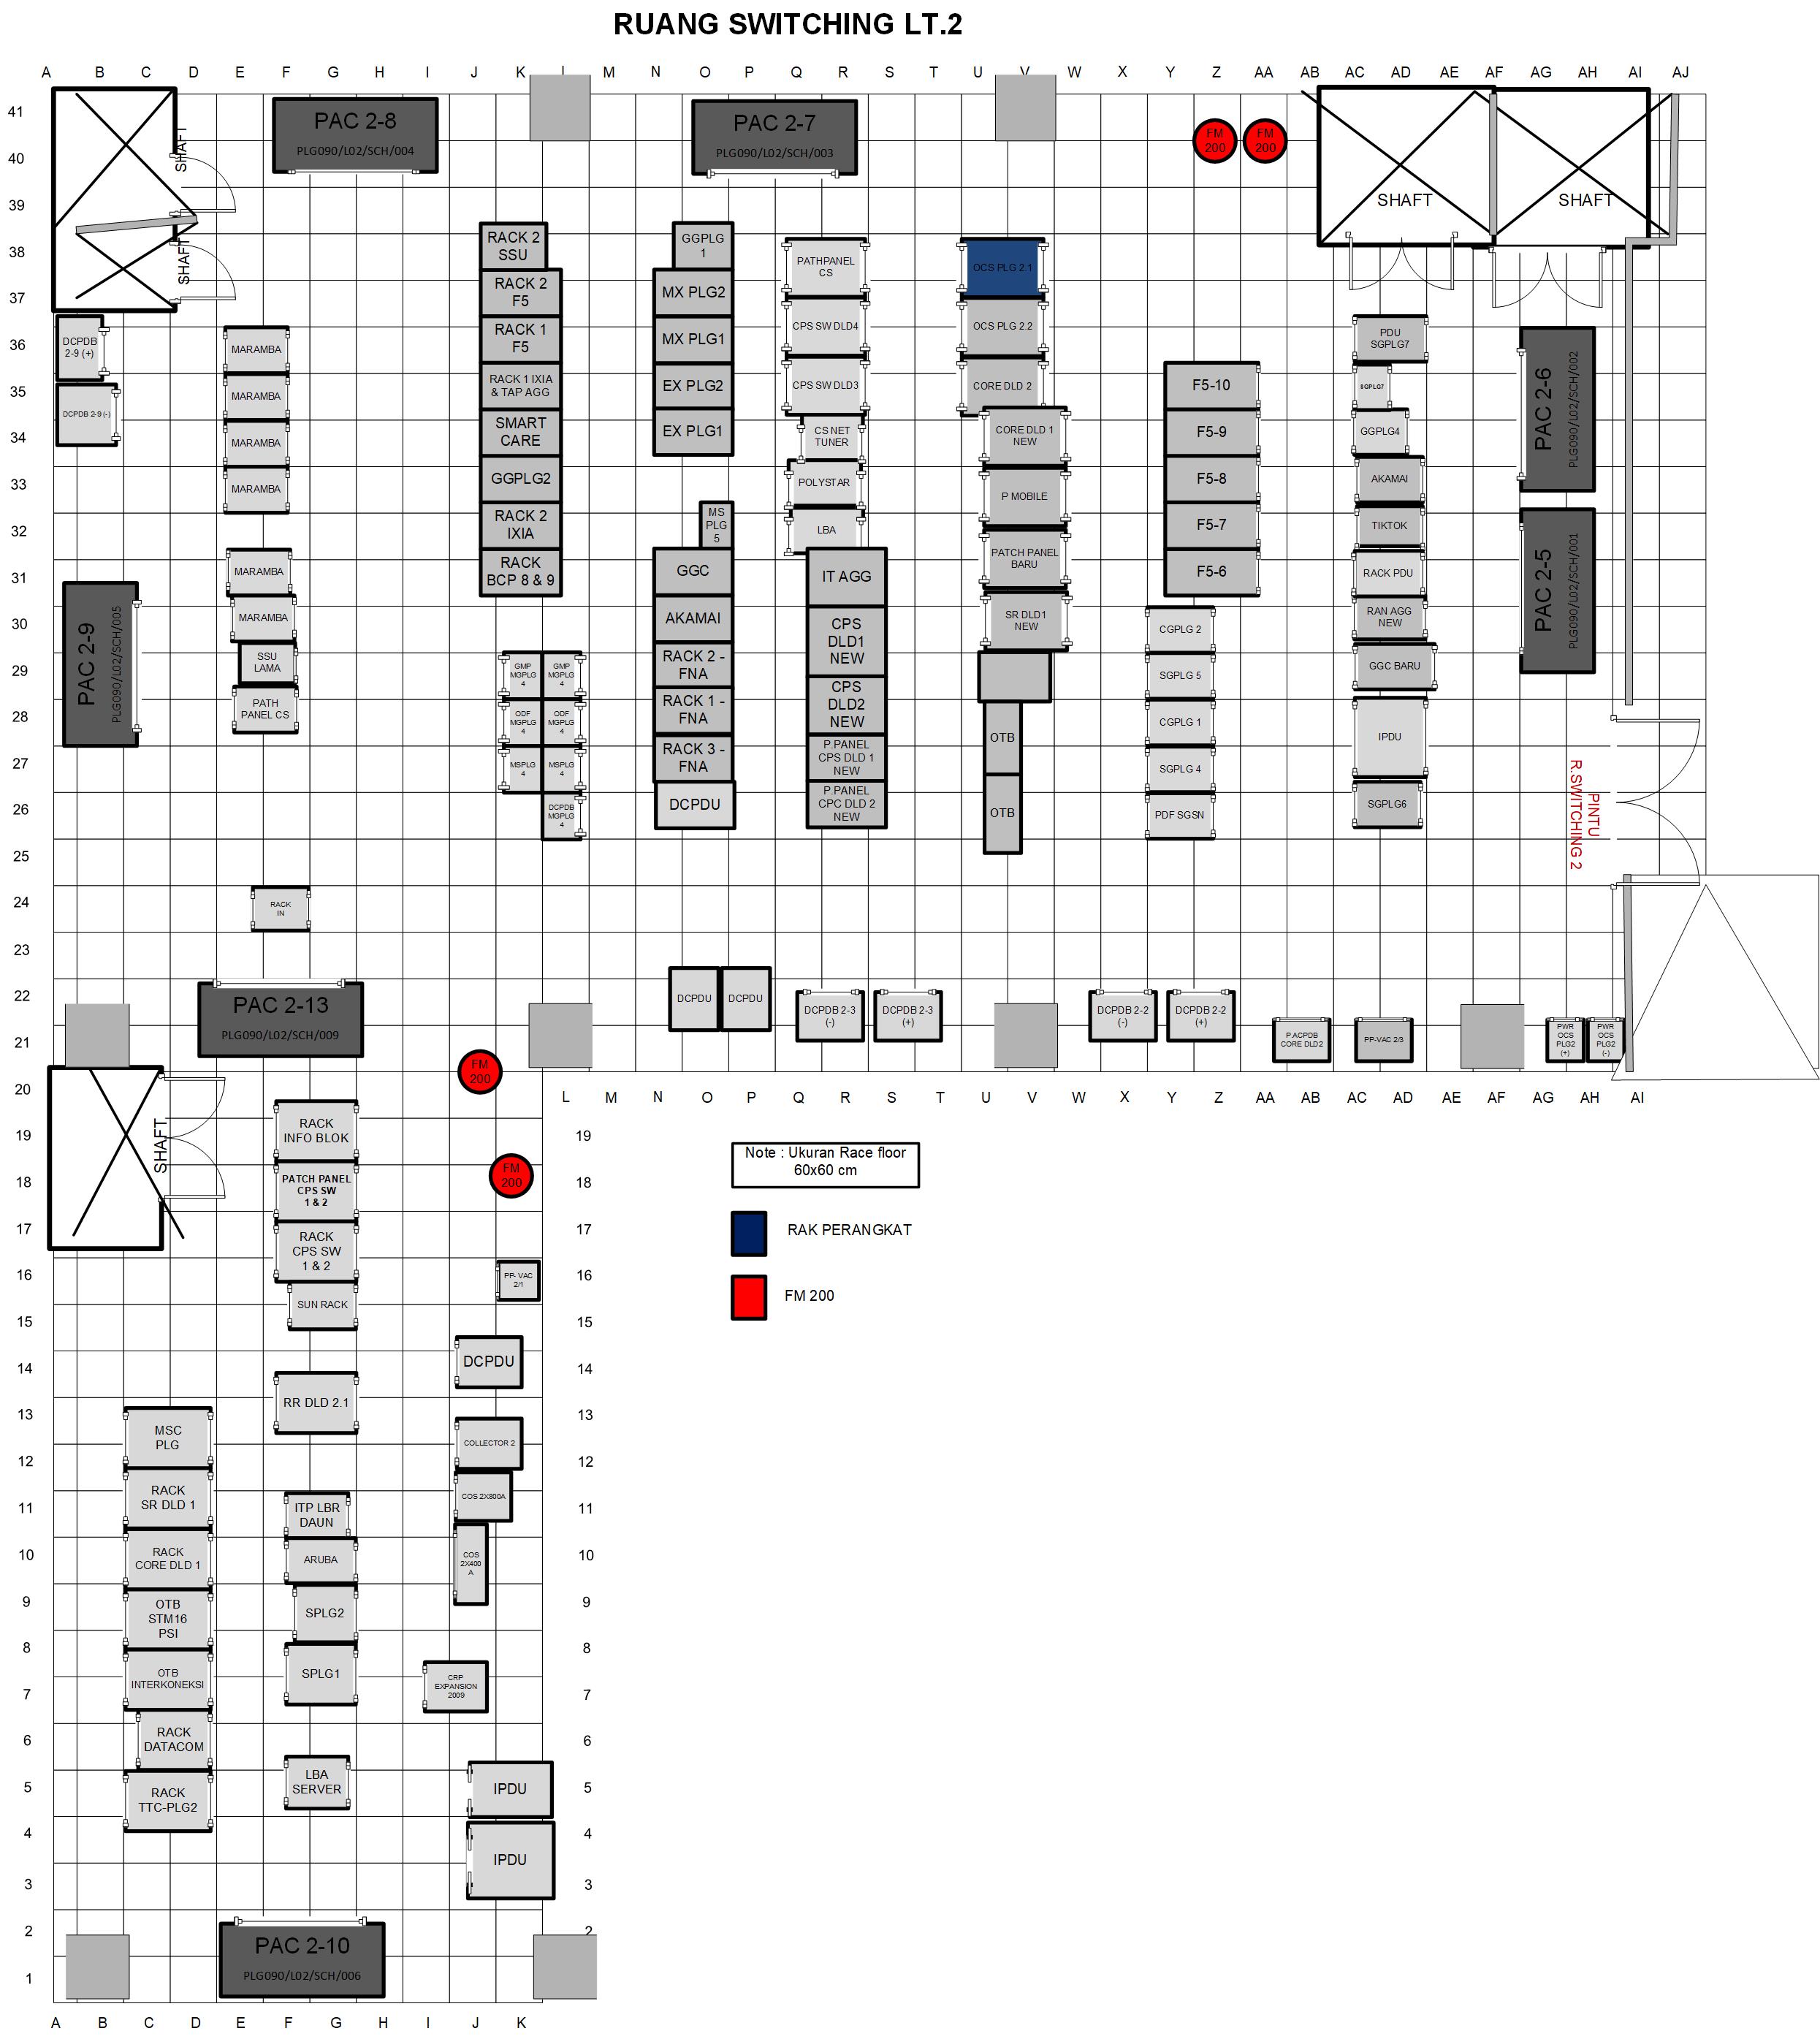 RUANG SWITCHING LT.2
A B C D E F G H I J K L M N O P Q R S T U V W X Y Z AA AB AC AD AE AF AG AH AI AJ
41
40
39
38
37
36
35
34
33
32
31
30
29
28
27
26
25
24
23
22
21
20
19
18
17
16
15
14
13
12
11
10
9
8
7
6
5
4
3
2
1
SHAFT
SHAFT
PAC 2-8
PLG090/L02/SCH/004
PAC 2-7
PLG090/L02/SCH/003
FM
200
FM
200
SHAFT
SHAFT
DCPDB
2-9 (+)
DCPDB 2-9 (-)
PAC 2-9
PLG090/L02/SCH/005
MARAMBA
MARAMBA
MARAMBA
MARAMBA
MARAMBA
MARAMBA
SSU
LAMA
PATH
PANEL CS
RACK
IN
RACK 2
SSU
RACK 2
F5
RACK 1
F5
RACK 1 IXIA
& TAP AGG
SMART
CARE
GGPLG2
RACK 2
IXIA
RACK
BCP 8 & 9
GMP
MGPLG
4
GMP
MGPLG
4
ODF
MGPLG
4
ODF
MGPLG
4
MSPLG
4
MSPLG
4
DCPDB
MGPLG
4
GGPLG
1
MX PLG2
MX PLG1
EX PLG2
EX PLG1
MS
PLG
5
GGC
AKAMAI
RACK 2 -
FNA
RACK 1 -
FNA
RACK 3 -
FNA
DCPDU
PATHPANEL
CS
CPS SW DLD4
CPS SW DLD3
CS NET
TUNER
POLYSTAR
LBA
IT AGG
CPS
DLD1
NEW
CPS
DLD2
NEW
P.PANEL
CPS DLD 1
NEW
P.PANEL
CPC DLD 2
NEW
OCS PLG 2.1
OCS PLG 2.2
CORE DLD 2
CORE DLD 1
NEW
P MOBILE
PATCH PANEL
BARU
SR DLD1
NEW
OTB
OTB
F5-10
F5-9
F5-8
F5-7
F5-6
CGPLG 2
SGPLG 5
CGPLG 1
SGPLG 4
PDF SGSN
PDU
SGPLG7
SGPLG7
GGPLG4
AKAMAI
TIKTOK
RACK PDU
RAN AGG
NEW
GGC BARU
IPDU
SGPLG6
PAC 2-6
PLG090/L02/SCH/002
PAC 2-5
PLG090/L02/SCH/001
PINTU
R.SWITCHING 2
PAC 2-13
PLG090/L02/SCH/009
DCPDU
DCPDU
DCPDB 2-3
(-)
DCPDB 2-3
(+)
DCPDB 2-2
(-)
DCPDB 2-2
(+)
P.ACPDB
CORE DLD2
PP-VAC 2/3
PWR
OCS
PLG2
(+)
PWR
OCS
PLG2
(-)
FM
200
L M N O P Q R S T U V W X Y Z AA AB AC AD AE AF AG AH AI
SHAFT
RACK
INFO BLOK
PATCH PANEL
CPS SW
1 & 2
RACK
CPS SW
1 & 2
SUN RACK
RR DLD 2.1
FM
200
PP- VAC
2/1
19
18
17
16
15
14
13
12
11
10
9
8
7
6
5
4
3
2
Note : Ukuran Race floor
60x60 cm
RAK PERANGKAT
FM 200
DCPDU
COLLECTOR 2
COS 2X800A
COS
2X400
A
CRP
EXPANSION
2009
IPDU
IPDU
MSC
PLG
RACK
SR DLD 1
RACK
CORE DLD 1
OTB
STM16
PSI
OTB
INTERKONEKSI
RACK
DATACOM
RACK
TTC-PLG2
ITP LBR
DAUN
ARUBA
SPLG2
SPLG1
LBA
SERVER
PAC 2-10
PLG090/L02/SCH/006
A B C D E F G H I J K